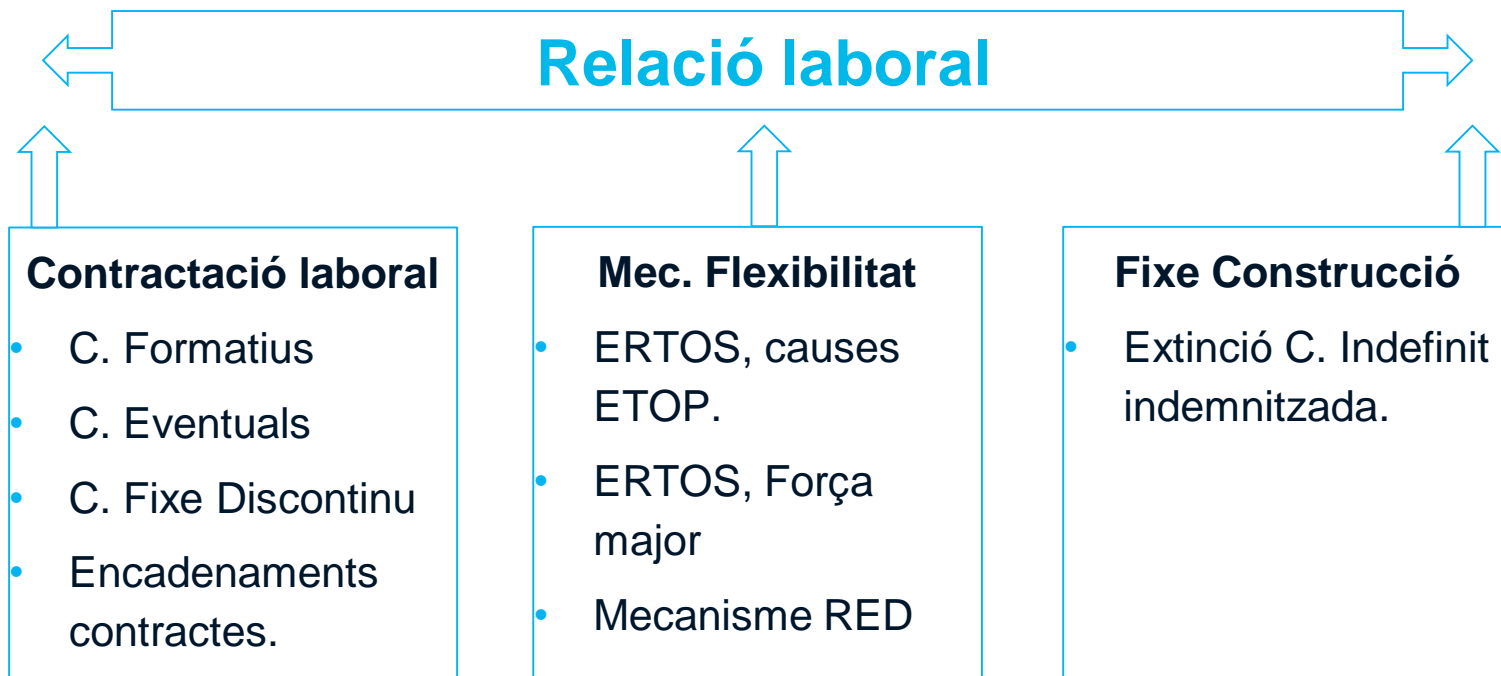 Relació laboral
Contractació laboral
• C. Formatius
• C. Eventuals
• C. Fixe Discontinu
• Encadenaments
contractes.
Mec. Flexibilitat
• ERTOS, causes
ETOP.
• ERTOS, Força
major
• Mecanisme RED
Fixe Construcció
• Extinció C. Indefinit
indemnitzada.